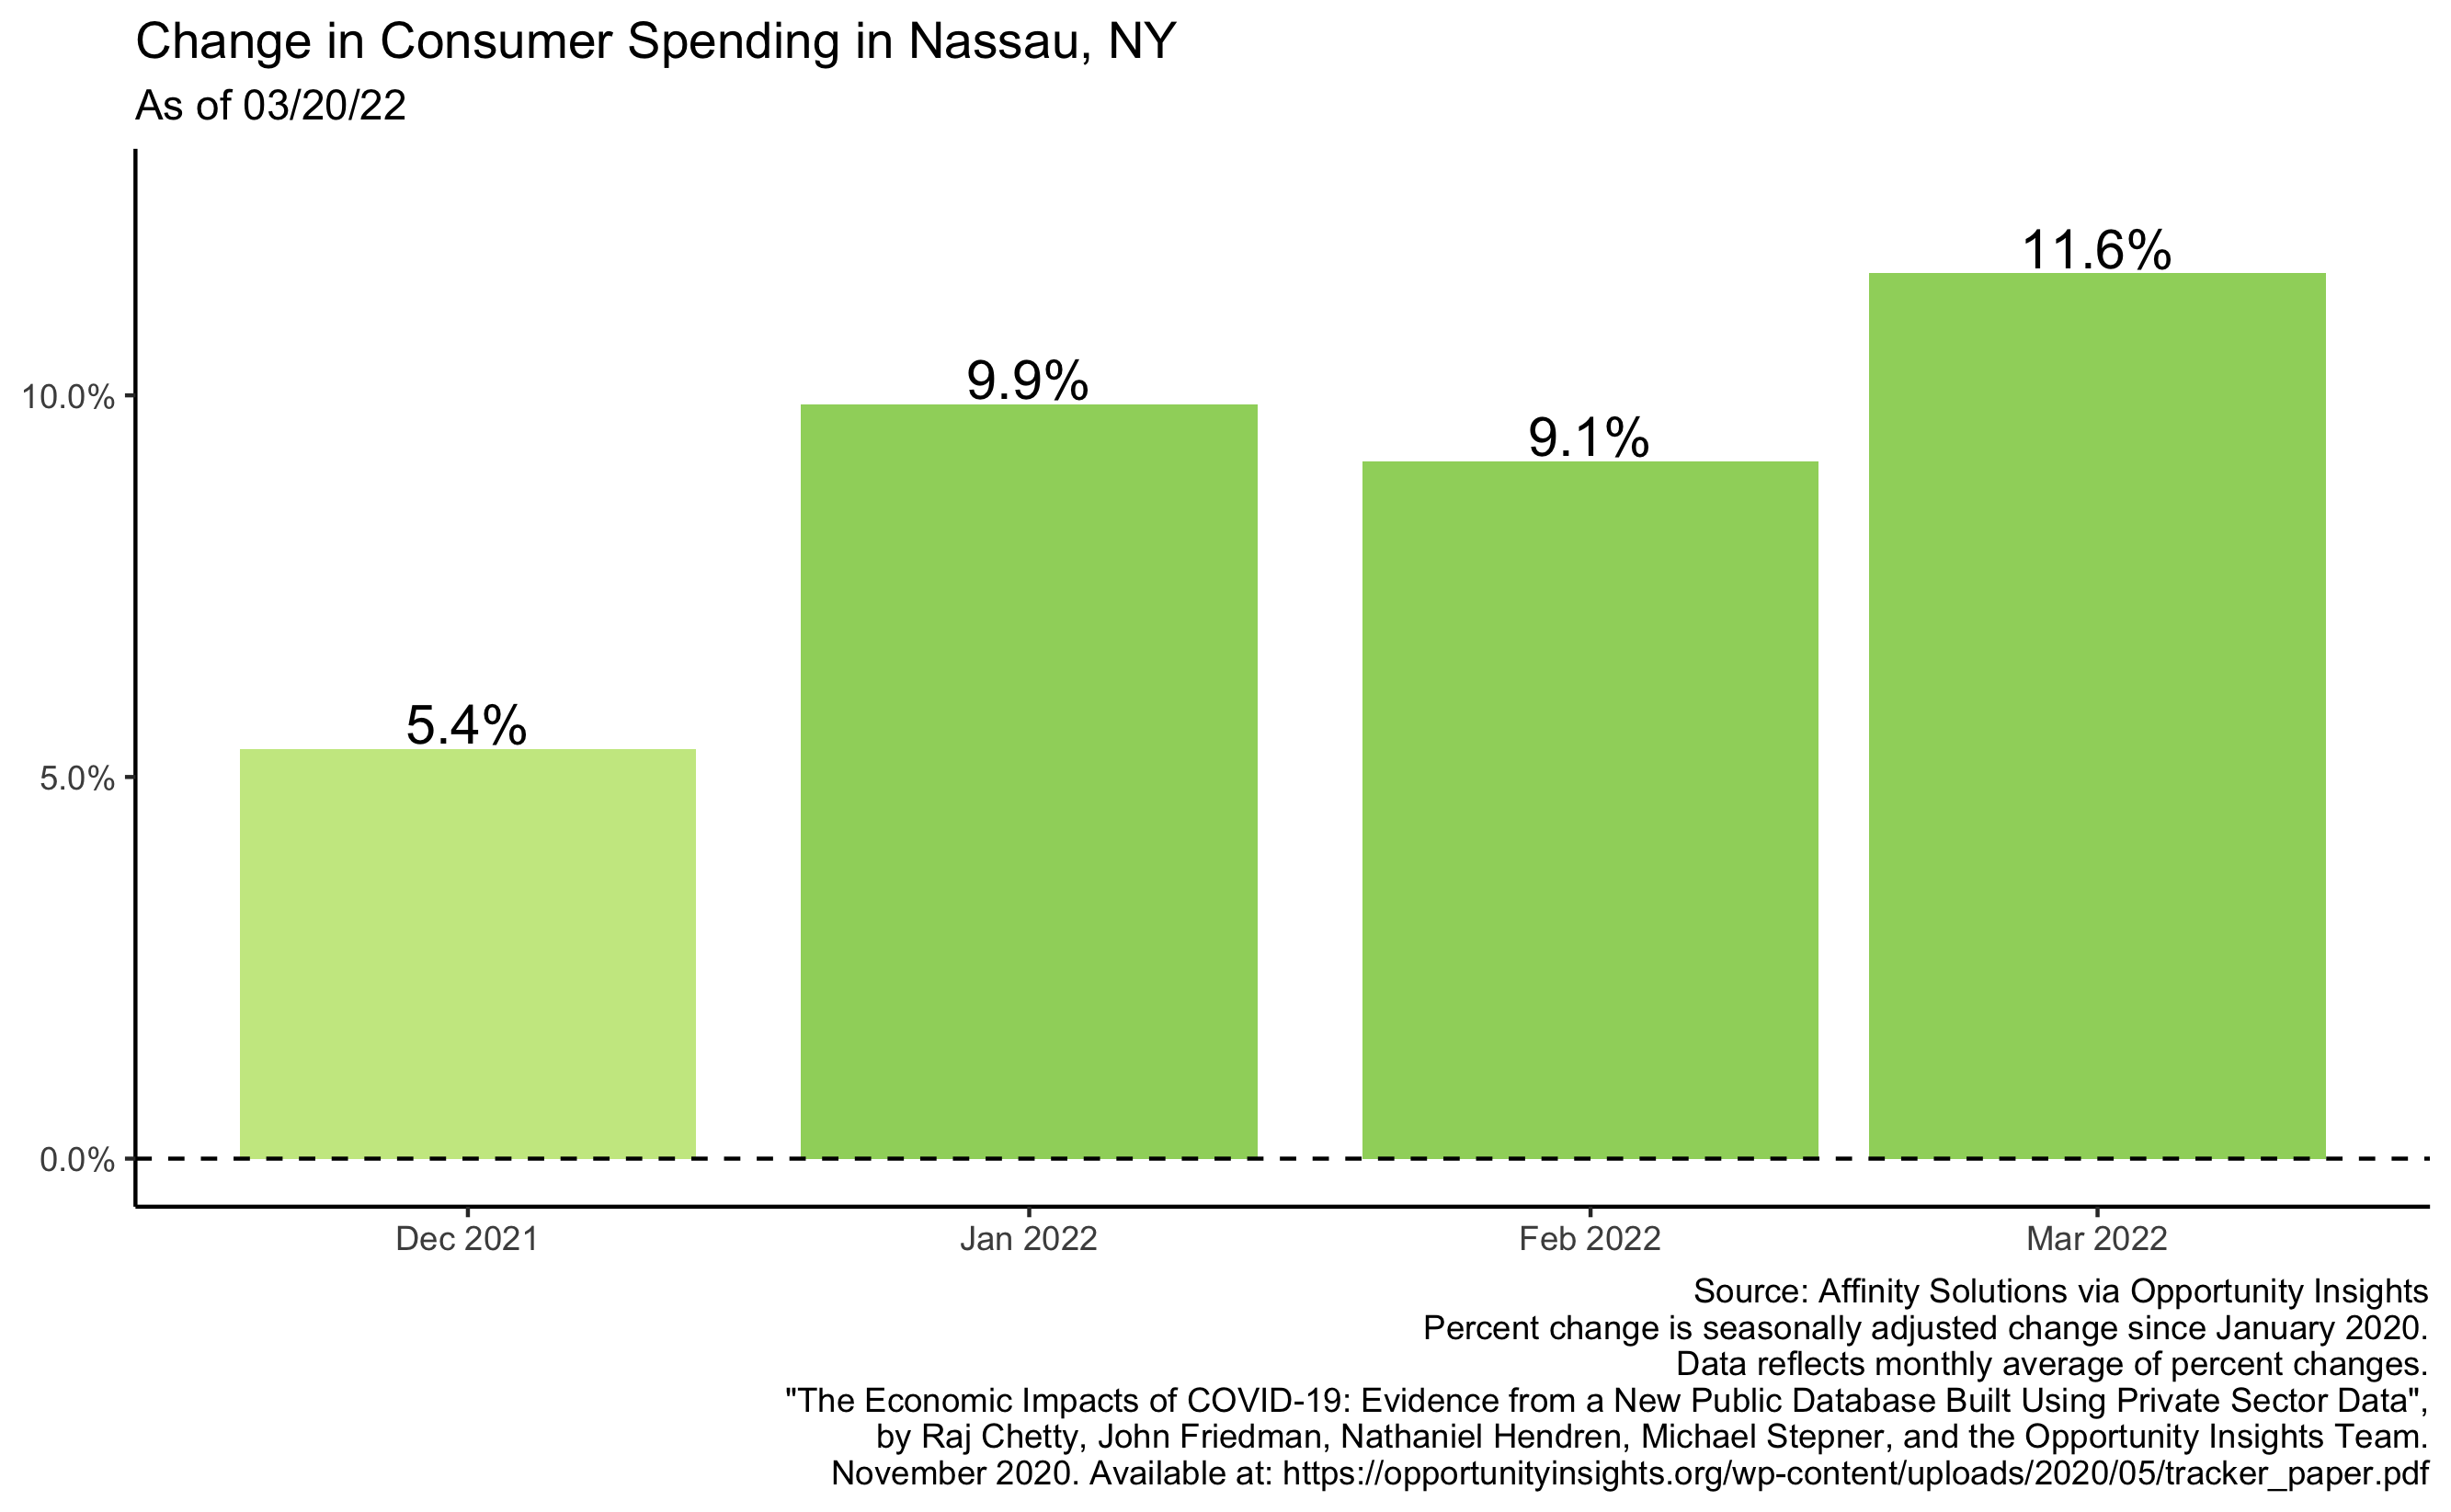 Change in Consumer Spending in Nassau, NY
As of 03/20/22
11.6%
10.0%
9.9%
9.1%
5.4%
5.0%
0.0%
Dec 2021
Jan 2022
Feb 2022
Mar 2022
Source: Affinity Solutions via Opportunity Insights
Percent change is seasonally adjusted change since January 2020.
Data reflects monthly average of percent changes.
"The Economic Impacts of COVID-19: Evidence from a New Public Database Built Using Private Sector Data",
by Raj Chetty, John Friedman, Nathaniel Hendren, Michael Stepner, and the Opportunity Insights Team.
November 2020. Available at: https://opportunityinsights.org/wp-content/uploads/2020/05/tracker_paper.pdf